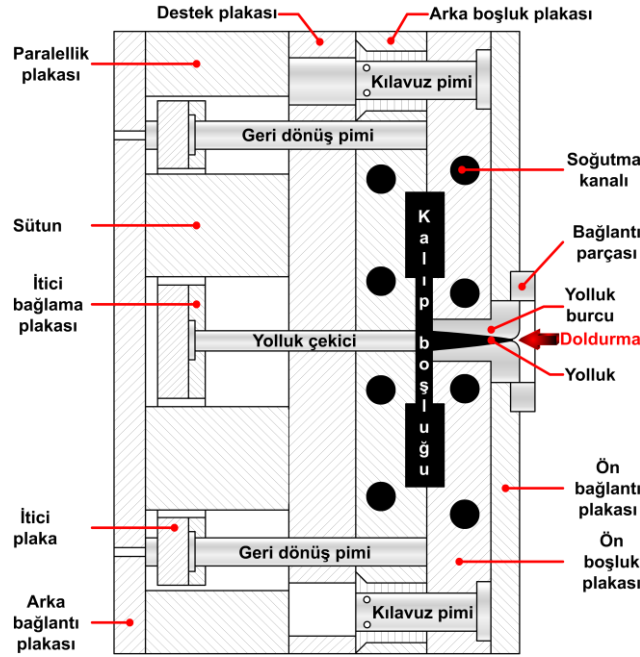 Destek plakası
Arka boşluk plakası
Paralellik
plakası
Kılavuz pimi
Geri dönüş pimi
Soğutma
kanalı
Sütun
Kalıp boşluğu
Bağlantı
parçası
İtici
bağlama
plakası
Yolluk
burcu
Yolluk çekici
Doldurma
Yolluk
Ön
bağlantı
plakası
İtici
plaka
Geri dönüş pimi
Ön
boşluk
plakası
Arka
bağlantı
plakası
Kılavuz pimi